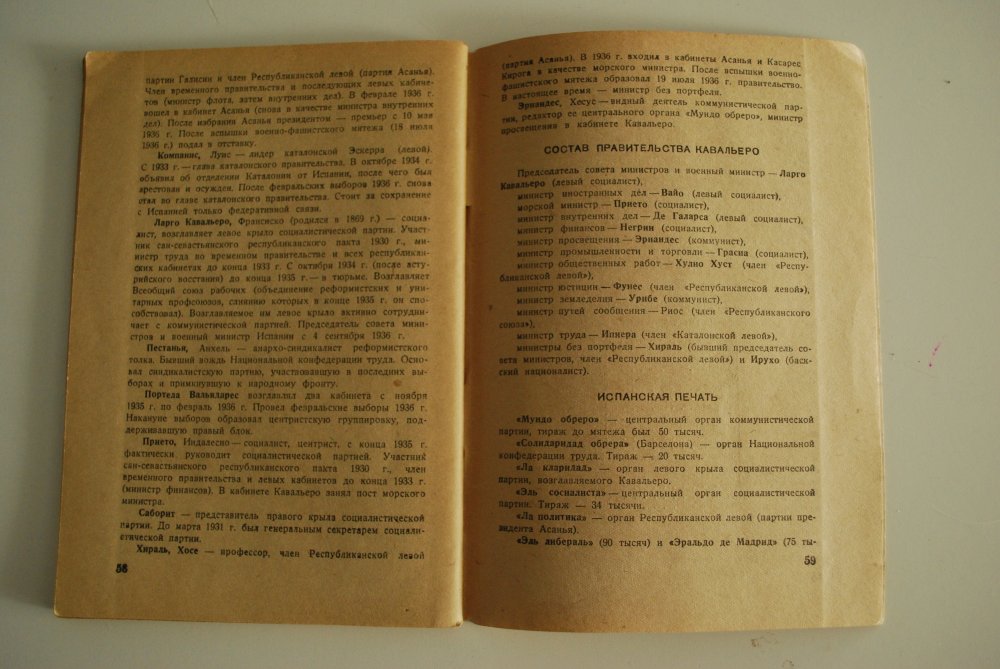 партии Галисии и член Республиканской левой (партия Асанья).
Член временного правительства и последующих левых кабине-
тов (министр флота, затем внутренних дел). В феврале 1936 г.
вошел в кабинет Асанья (снова в качестве министра внутренних
дел). После избрания Асанья президентом — премьер с 10 мая
1936 г. После вспышки военно-фашистского мятежа (18 июля
1936 г.) подал в отставку.
Компанис, Луис — лидер каталонской Эскерра (левой).
С 1933 г. — глава каталонского правительства. В октябре 1934 г.
объявил об отделении Каталонии от Испании, после чего был
арестован и осужден. После февральских выборов 1936 г. снова
стал во главе каталонского правительства. Стоит за сохранение
с Испанией только федеративной связи.
Ларго Кавальеро, Франсиско (родился в 1869 г.) — социа-
лист, возглавляет левое крыло социалистической партии. Участ-
ник сан-севастьянского республиканского пакта 1930 г., ми-
нистр труда во временном правительстве и всех республикан-
ских кабинетах до конца 1933 г. С октября 1934 г. (после асту-
рийского восстания) до конца 1935 г. — в тюрьме. Возглавляет
Всеобщий союз рабочих (объединение реформистских и уни-
тарных профсоюзов, слиянию которых в конце 1935 г. он спо-
собствовал). Возглавляемое им левое крыло активно сотрудни-
чает с коммунистической партией. Председатель совета мини-
стров и военный министр Испании с 4 сентября 1936 г.
Пестанья, Анхель — анархо-синдикалист реформистского
толка. Бывший вождь Национальной конфедерации труда. Осно-
вал синдикалистскую партию, участвовавшую в последних вы-
борах и примкнувшую к народному фронту.
Портела Вальядарес возглавлял два кабинета с ноября
1935 г. по февраль 1936 г. Провел февральские выборы 1936 г.
Накануне выборов образовал центристскую группировку, под-
держивавшую правый блок.
Прието, Индалесио — социалист, центрист, с конца 1935 г.
фактически руководит социалистической партией. Участник
сан-севастьянского республиканского пакта 1930 г., член
временного правительства и левых кабинетов до конца 1933 г.
(министр финансов). В кабинете Кавальеро занял пост морского
министра.
Саборит — представитель правого крыла социалистической
партии. До марта 1931 г. был генеральным секретарем социали-
стической партии.
Хираль, Хосе — профессор, член Республиканской левой
58
(партия Асанья). В 1936 г. входил в кабинеты Асанья и Касарес
Кирога в качестве морского министра. После вспышки военно-
фашистского мятежа образовал 19 июля 1936 г. правительство.
В настоящее время — министр без портфеля.
Эрнандес, Хесус — видный деятель коммунистической пар-
тии, редактор ее центрального органа «Мундо обреро», министр
просвещения в кабинете Кавальеро.
СОСТАВ ПРАВИТЕЛЬСТВА КАВАЛЬЕРО
Председатель совета министров и военный министр — Ларго
Кавальеро (левый социалист),
министр иностранных дел — Вайо (левый социалист),
морской министр — Прието (социалист),
министр внутренних дел — Де Галарса (левый социалист),
министр финансов — Негрин (социалист),
министр просвещения — Эрнандес (коммунист),
министр промышленности и торговли — Грасиа (социалист),
министр общественных работ — Хулио Хуст (член «Респу-
бликанской левой»),
министр юстиции — Фунес (член «Республиканской левой»),
министр земледелия — Урибе (коммунист),
министр путей сообщения — Риос (член «Республиканского
союза»),
министр труда — Ипнера (член «Каталонской левой»),
министры без портфеля — Хираль (бывший председатель со-
вета министров, член «Республиканской левой») и Ирухо (баск-
ский националист).
ИСПАНСКАЯ ПЕЧАТЬ
«Мундо обреро» — центральный орган коммунистической
партии, тираж до мятежа был 50 тысяч.
«Солидаридад обрера» (Барселона) — орган Национальной
конфедерации труда. Тираж — 20 тысяч.
«Ла кларидад» — орган левого крыла социалистической
партии, возглавляемого Кавальеро.
«Эль сосиалиста» — центральный орган социалистической
партии. Тираж — 34 тысячи.
«Ла политика» — орган Республиканской левой (партии пре-
зидента Асанья).
«Эль либераль» (90 тысяч) и «Эральдо де Мадрид» (75 ты-
59